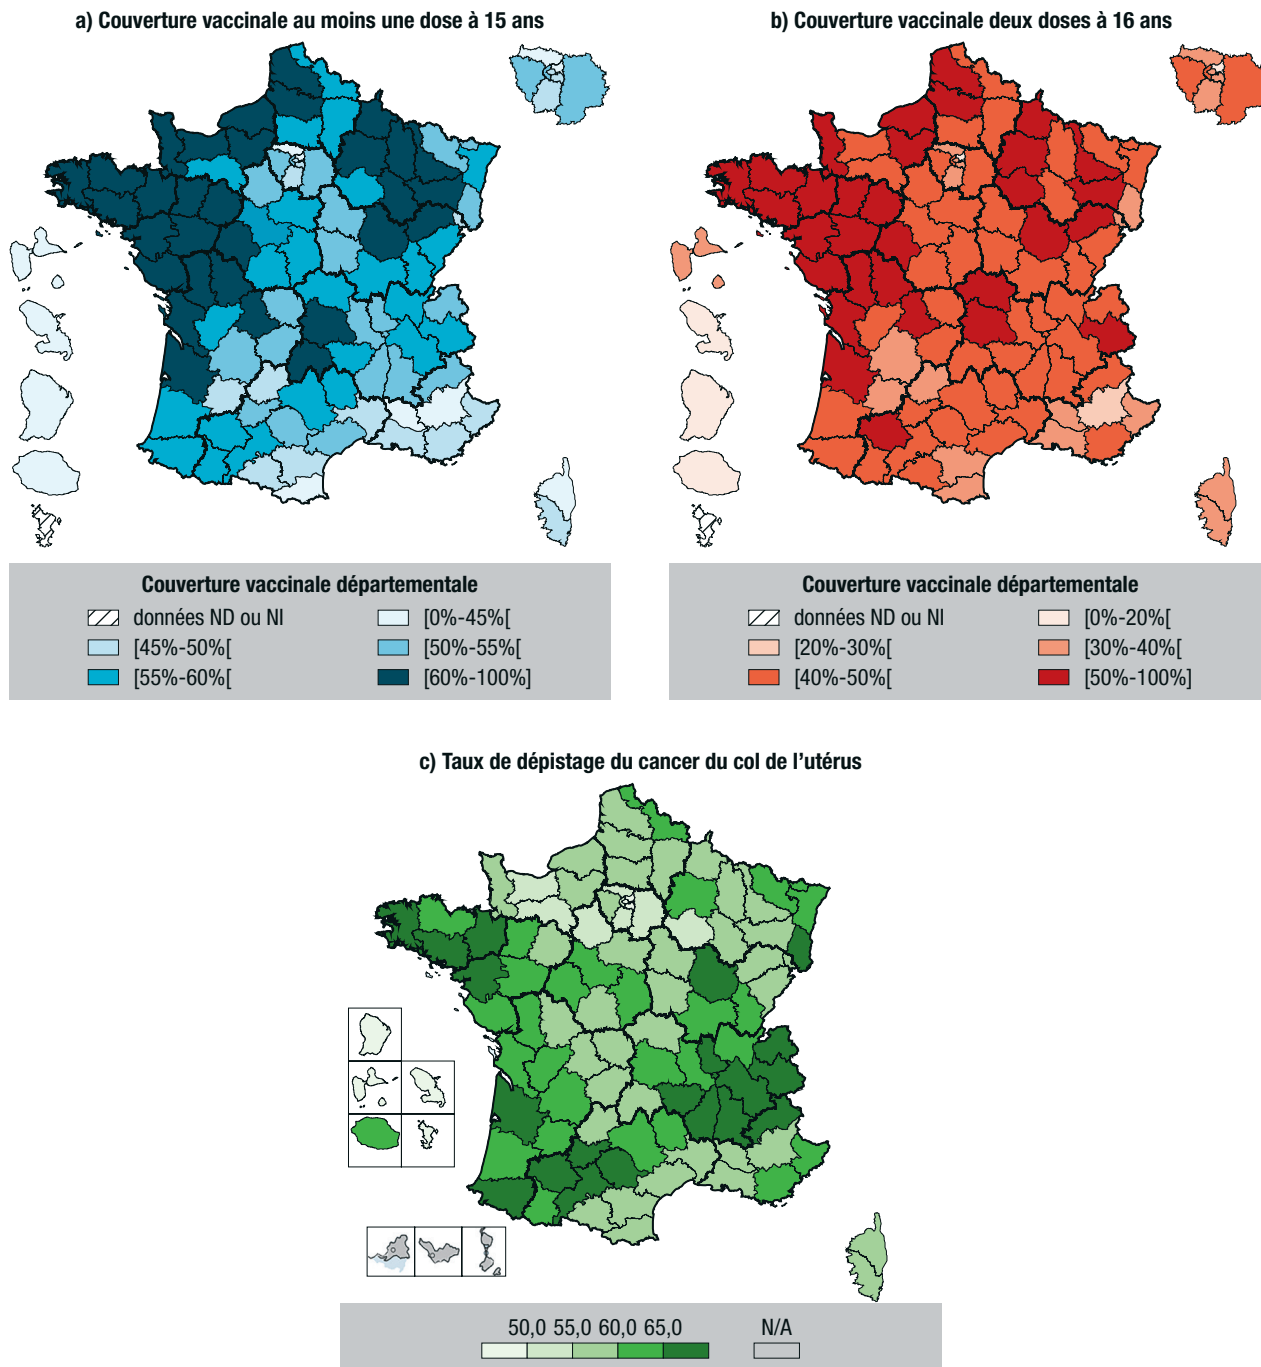 a) Couverture vaccinale au moins une dose à 15 ans
b) Couverture vaccinale deux doses à 16 ans
Couverture vaccinale départementale
données ND ou NI
[0%-45%[
[45%-50%[
[50%-55%[
[55%-60%[
[60%-100%]
Couverture vaccinale départementale
données ND ou NI
[0%-20%[
[20%-30%[
[30%-40%[
[40%-50%[
[50%-100%]
c) Taux de dépistage du cancer du col de l’utérus
50,0 55,0 60,0 65,0
N/A